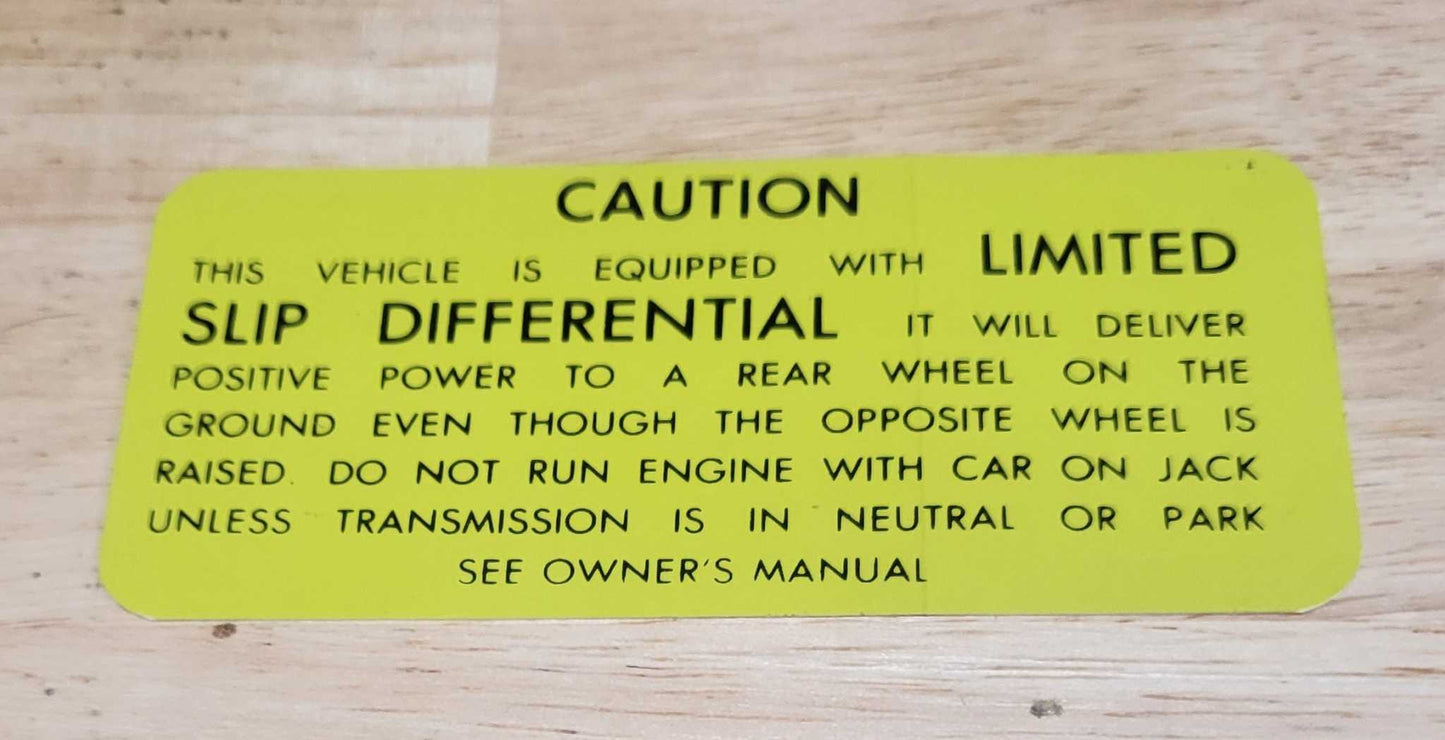 CAUTION
THIS VEHICLE IS EQUIPPED WITH LIMITED
SLIP DIFFERENTIAL IT WILL DELIVER
POSITIVE POWER TO A REAR WHEEL ON THE
GROUND EVEN THOUGH THE OPPOSITE WHEEL IS
RAISED. DO NOT RUN ENGINE WITH CAR ON JACK
UNLESS TRANSMISSION IS IN NEUTRAL OR PARK
SEE OWNER'S MANUAL